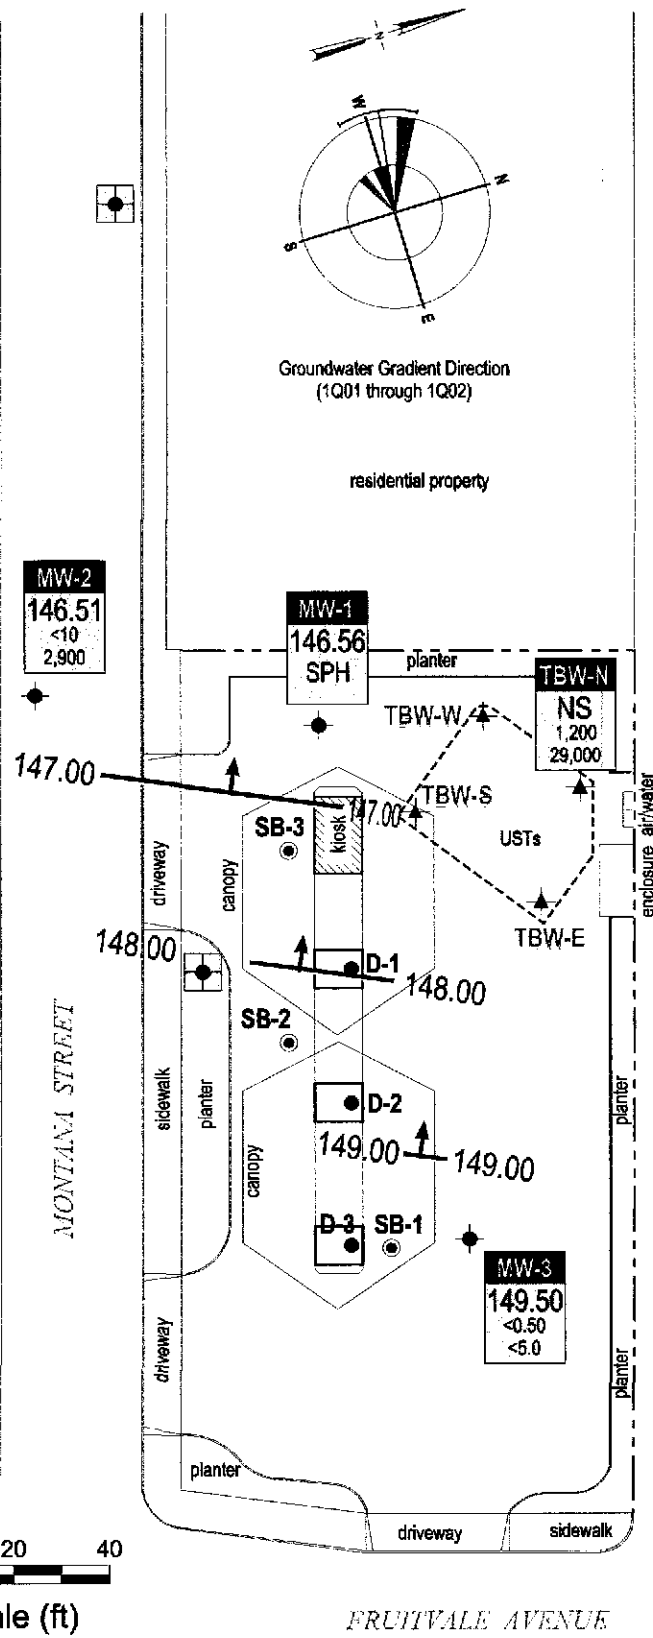 N
W
N
S
E
Groundwater Gradient Direction
(1Q01 through 1Q02)
residential property
MW-2
146.51
<10
2,900
MW-1
146.56
SPH
planter
TBW-N
NS
1,200
29,000
TBW-W
147.00
147.00
TBW-S
SB-3
kiosk
USTs
enclosure air/water
driveway
canopy
TBW-E
148.00
D-1
148.00
SB-2
MONTANA STREET
sidewalk
planter
D-2
planter
canopy
149.00
149.00
D-3
SB-1
MW-3
149.50
<0.50
<5.0
driveway
planter
planter
driveway
sidewalk
20 40
ale (ft)
FRUITVALE AVENUE